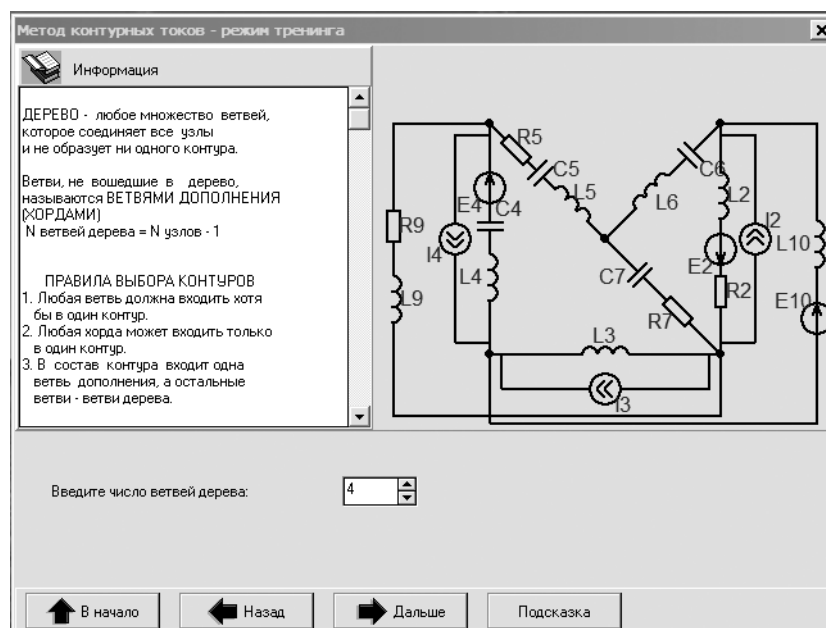 Метод контурных токов - режим тренинга
Информация
ДЕРЕВО - любое множество ветвей,
которое соединяет все узлы
и не образует ни одного контура.
Ветви, не вошедшие в дерево,
называются ВЕТВЯМИ ДОПОЛНЕНИЯ
(ХОРДАМИ)
N ветвей дерева = N узлов - 1
ПРАВИЛА ВЫБОРА КОНТУРОВ
1. Любая ветвь должна входить хотя
бы в один контур.
2. Любая хорда может входить только
в один контур.
3. В состав контура входит одна
ветвь дополнения, а остальные
ветви - ветви дерева.
R5
C5
L5
C6
L6
L2
I2
L10
E4
C4
R9
I4
L4
L9
C7
R7
E2
R2
E10
L3
I3
Введите число ветвей дерева:
4
В начало
Назад
Дальше
Подсказка